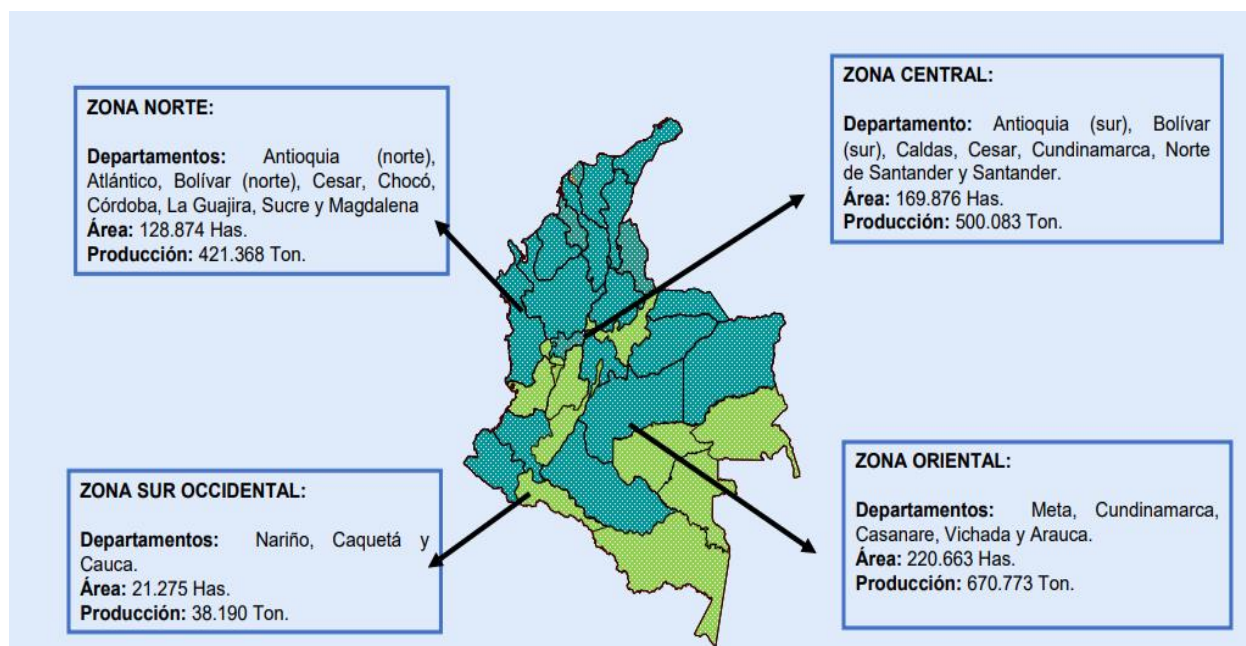 ZONA NORTE:
Departamentos: Antioquia (norte),
Atlántico, Bolívar (norte), Cesar, Chocó,
Córdoba, La Guajira, Sucre y Magdalena
Área: 128.874 Has.
Producción: 421.368 Ton.
ZONA CENTRAL:
Departamento: Antioquia (sur), Bolívar
(sur), Caldas, Cesar, Cundinamarca, Norte
de Santander y Santander.
Área: 169.876 Has.
Producción: 500.083 Ton.
ZONA SUR OCCIDENTAL:
Departamentos: Nariño, Caquetá y
Cauca.
Área: 21.275 Has.
Producción: 38.190 Ton.
ZONA ORIENTAL:
Departamentos: Meta, Cundinamarca,
Casanare, Vichada y Arauca.
Área: 220.663 Has.
Producción: 670.773 Ton.